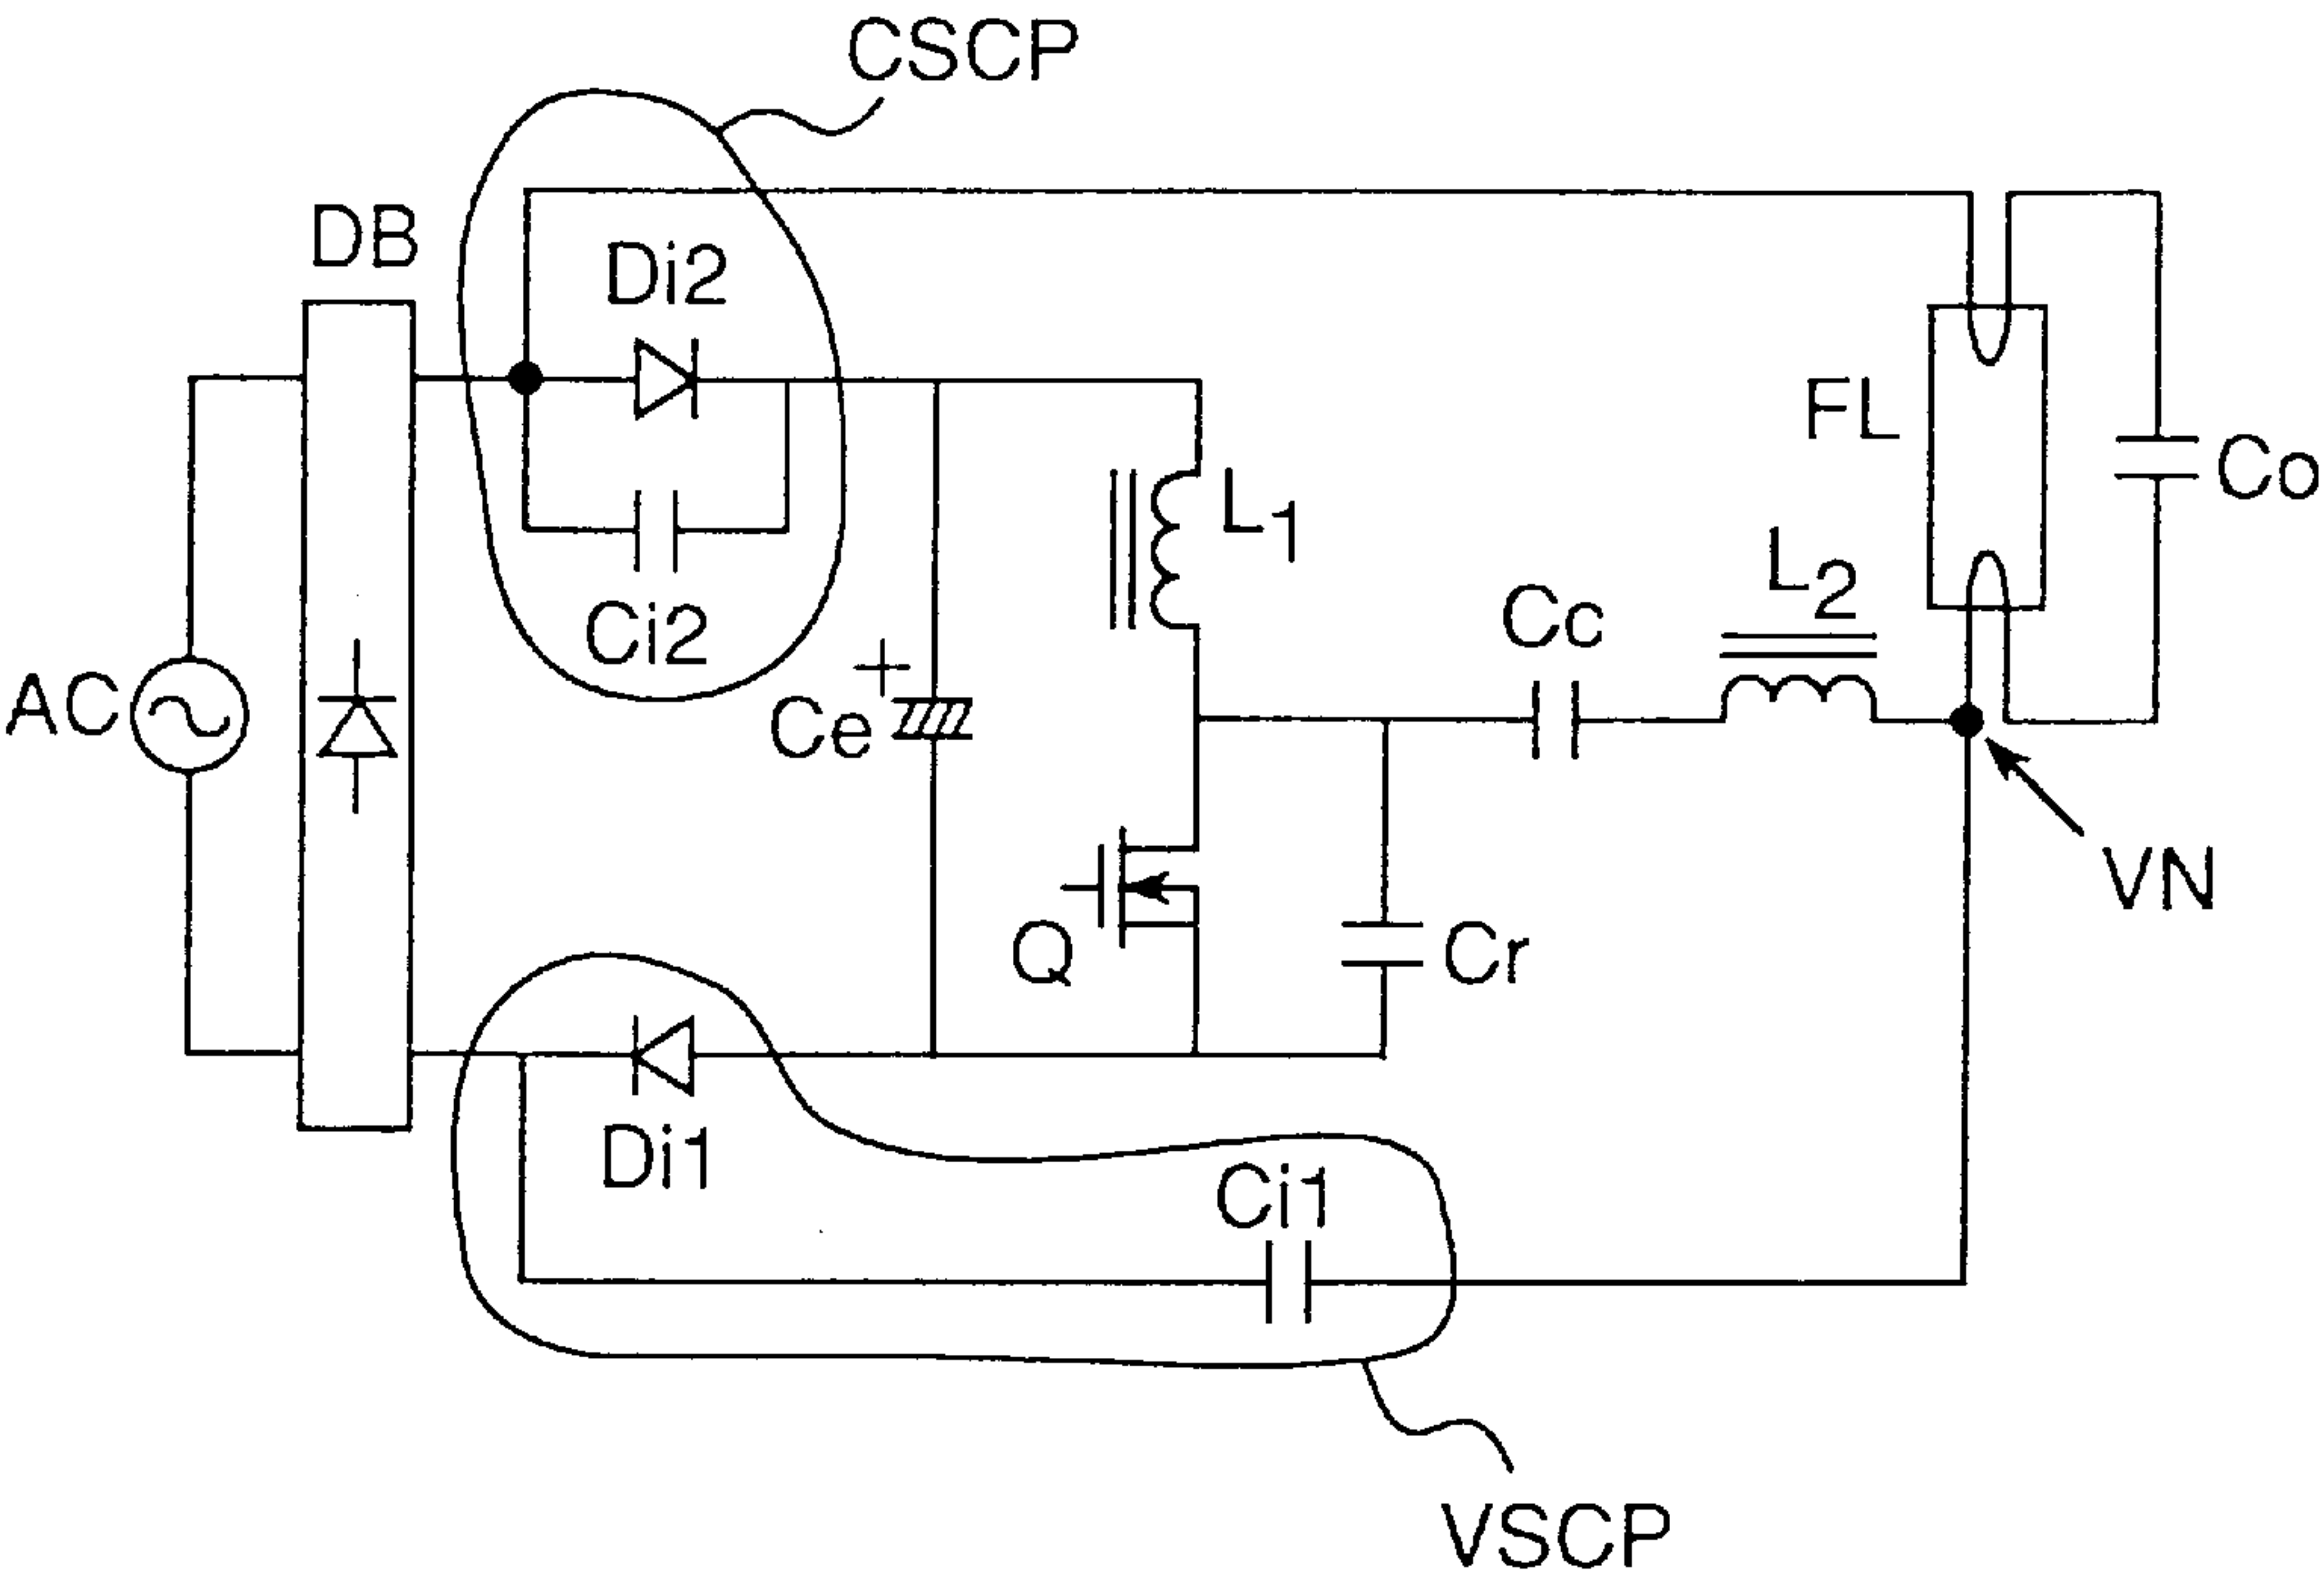 CSCP
DB
Di2
FL
Co
L1
L2
Ci2
Cc
AC
+
Ce
VN
Q
Cr
Di1
Ci1
VSCP